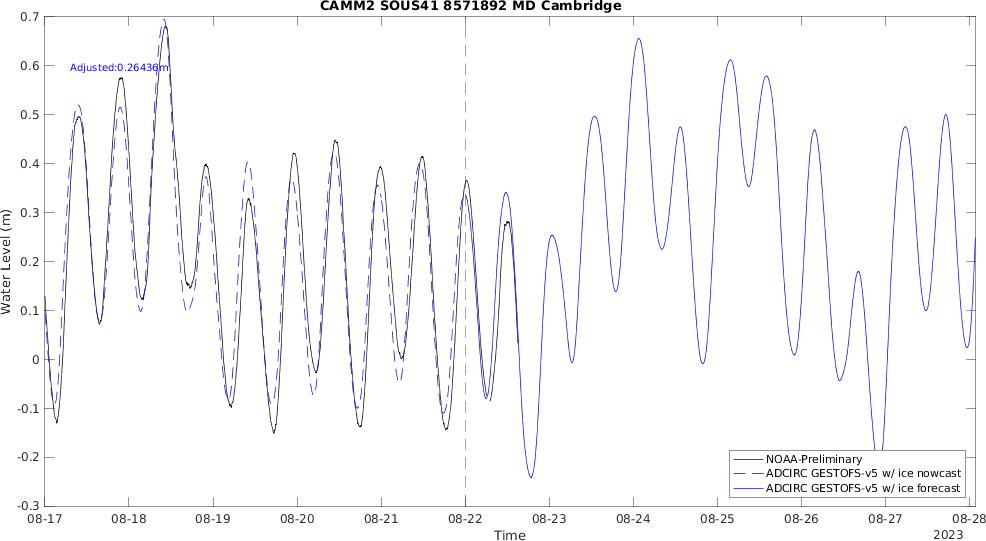 CAMM2 SOUS41 8571892 MD Cambridge
0.7
0.6
Adjusted:0.26436m
0.5
0.4
0.3
0.2
0.1
0
-0.1
-0.2
-0.3
Water Level (m)
NOAA-Preliminary
ADCIRC GESTOFS-v5 w/ ice nowcast
ADCIRC GESTOFS-v5 w/ ice forecast
08-17 08-18 08-19 08-20 08-21 08-22 08-23 08-24 08-25 08-26 08-27 08-28
Time
2023